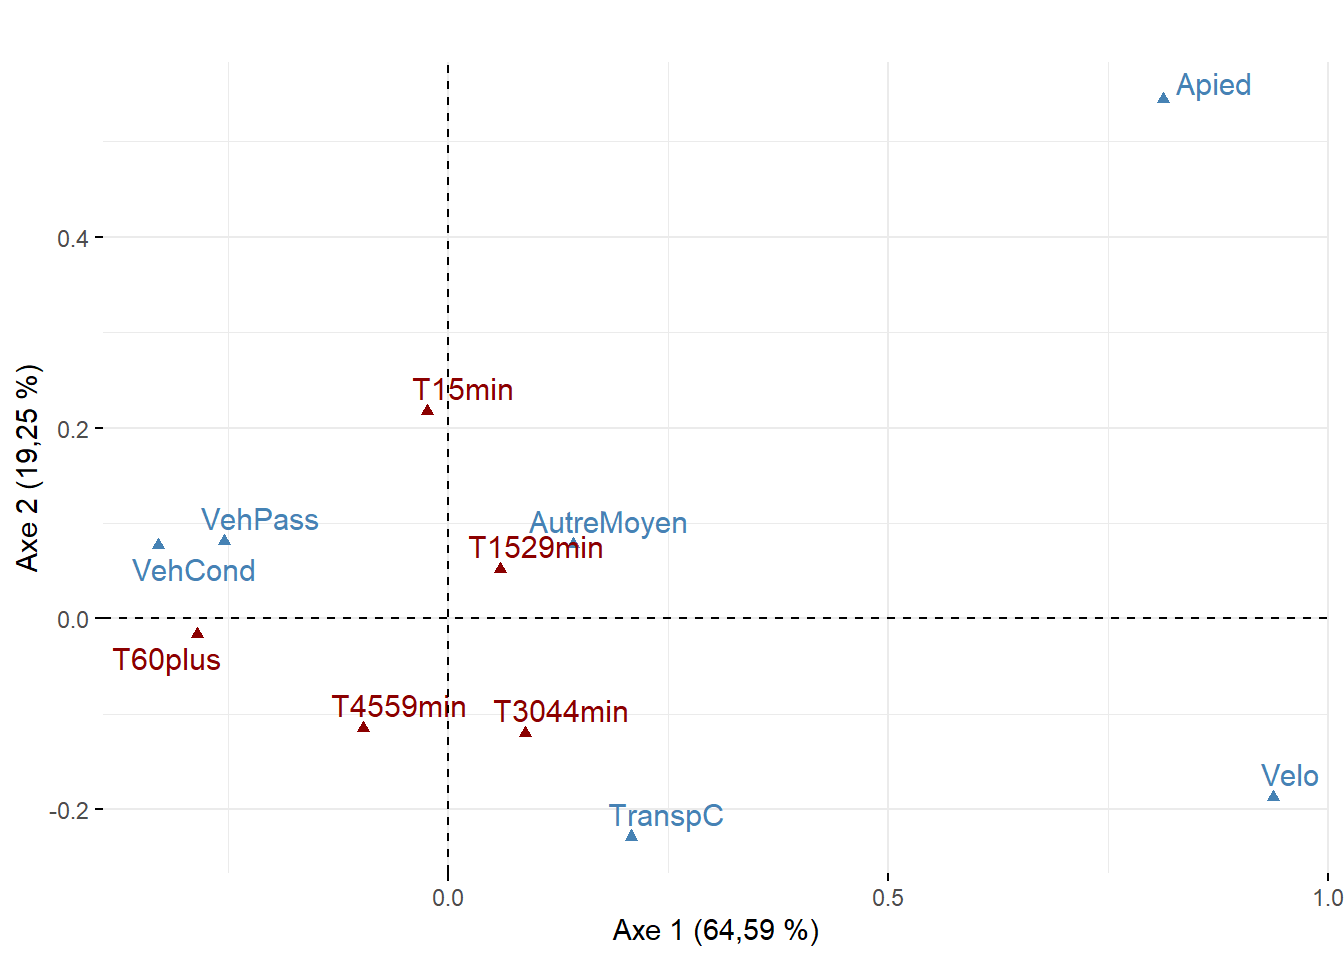 Apied
0.4
T15min
0.2
VehPass
AutreMoyen
T1529min
VehCond
0.0
T60plus
T4559min
T3044min
Velo
-0.2
TranspC
0.0
0.5
1.0
Axe 1 (64,59 %)
Axe 2 (19,25 %)